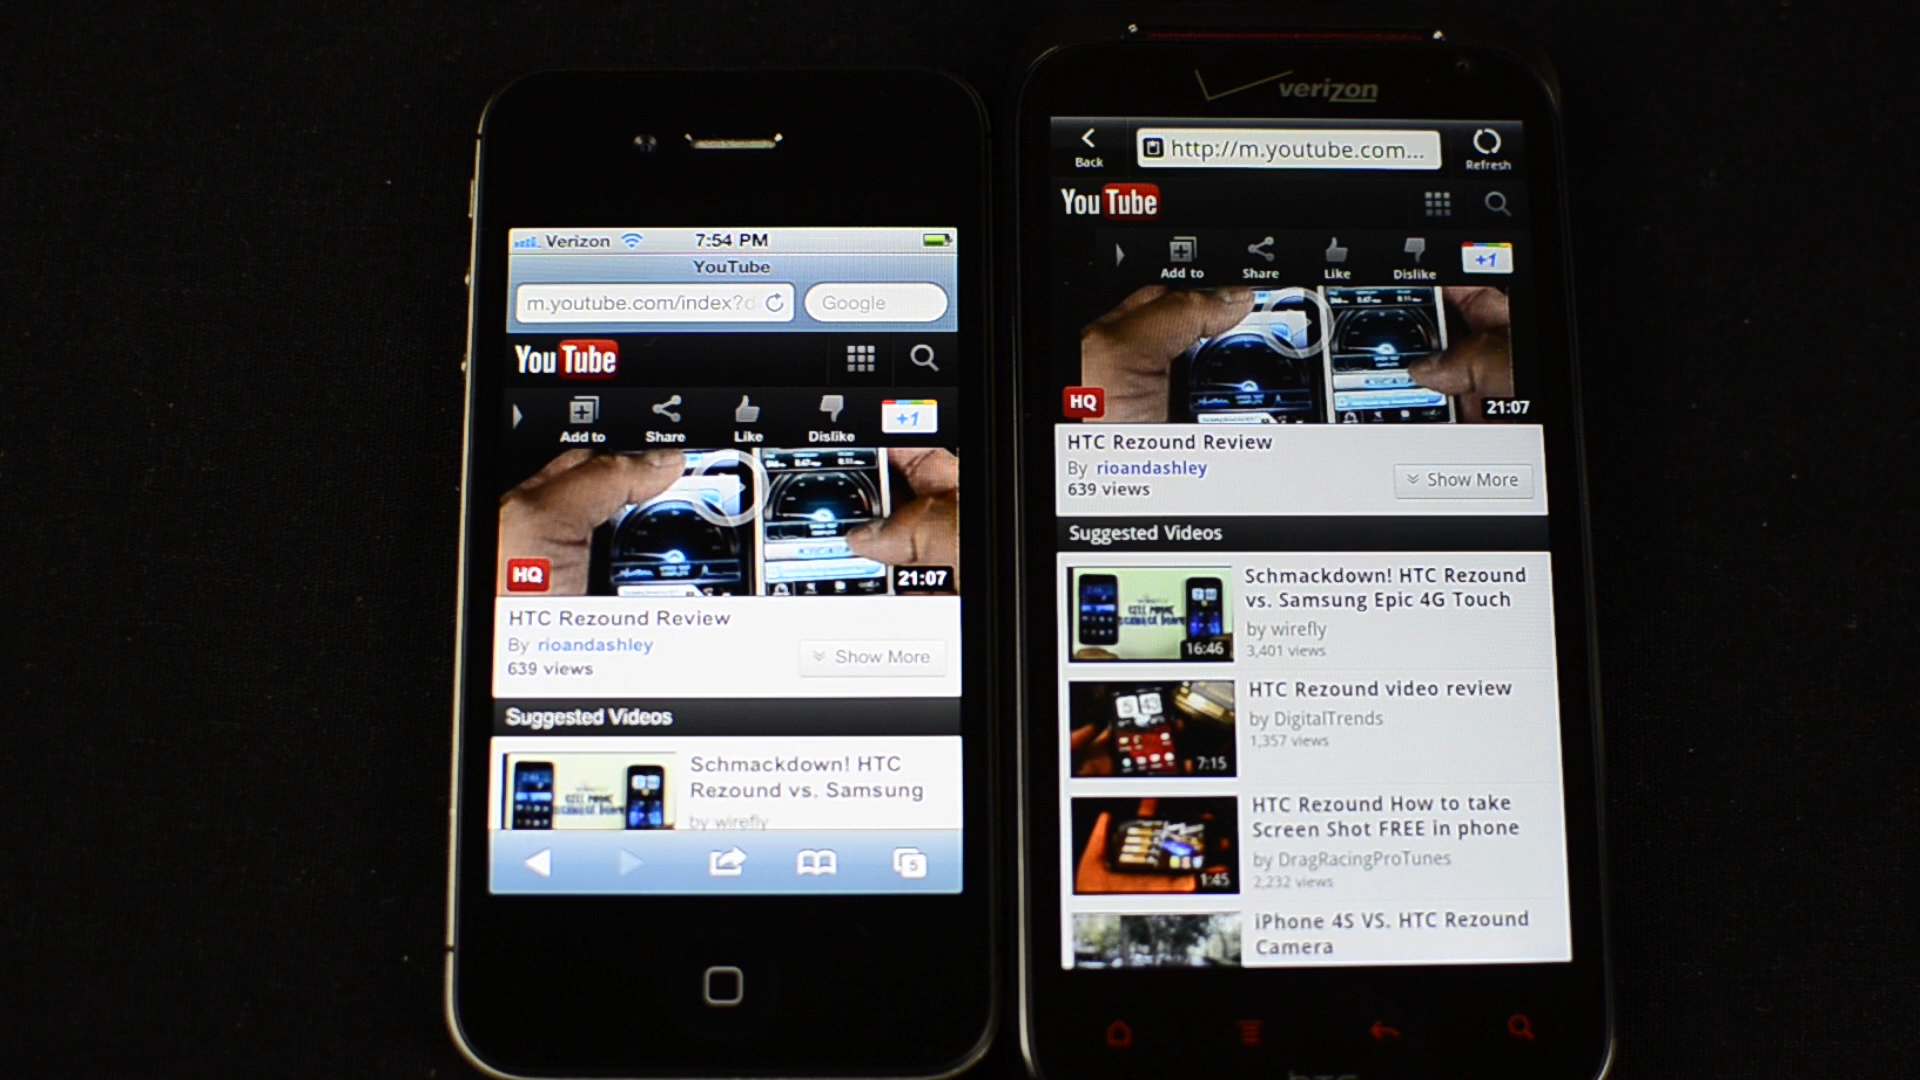 Verizon 7:54 PM
YouTube
m.youtube.com/index?d
Google
You Tube
Add to Share Like Dislike +1
HQ
21:07
HTC Rezound Review
By rioandashley
639 views
Show More
Suggested Videos
Schmackdown! HTC
Rezound vs. Samsung
by wirefly
5
verizon
Back
http://m.youtube.com...
Refresh
You Tube
Add to Share Like Dislike +1
HQ
21:07
HTC Rezound Review
By rioandashley
639 views
Show More
Suggested Videos
Schmackdown! HTC Rezound
vs. Samsung Epic 4G Touch
by wirefly
3,401 views
16:46
HTC Rezound video review
by DigitalTrends
1,357 views
7:15
HTC Rezound How to take
Screen Shot FREE in phone
by DragRacingProTunes
2,232 views
1:45
iPhone 4S VS. HTC Rezound
Camera